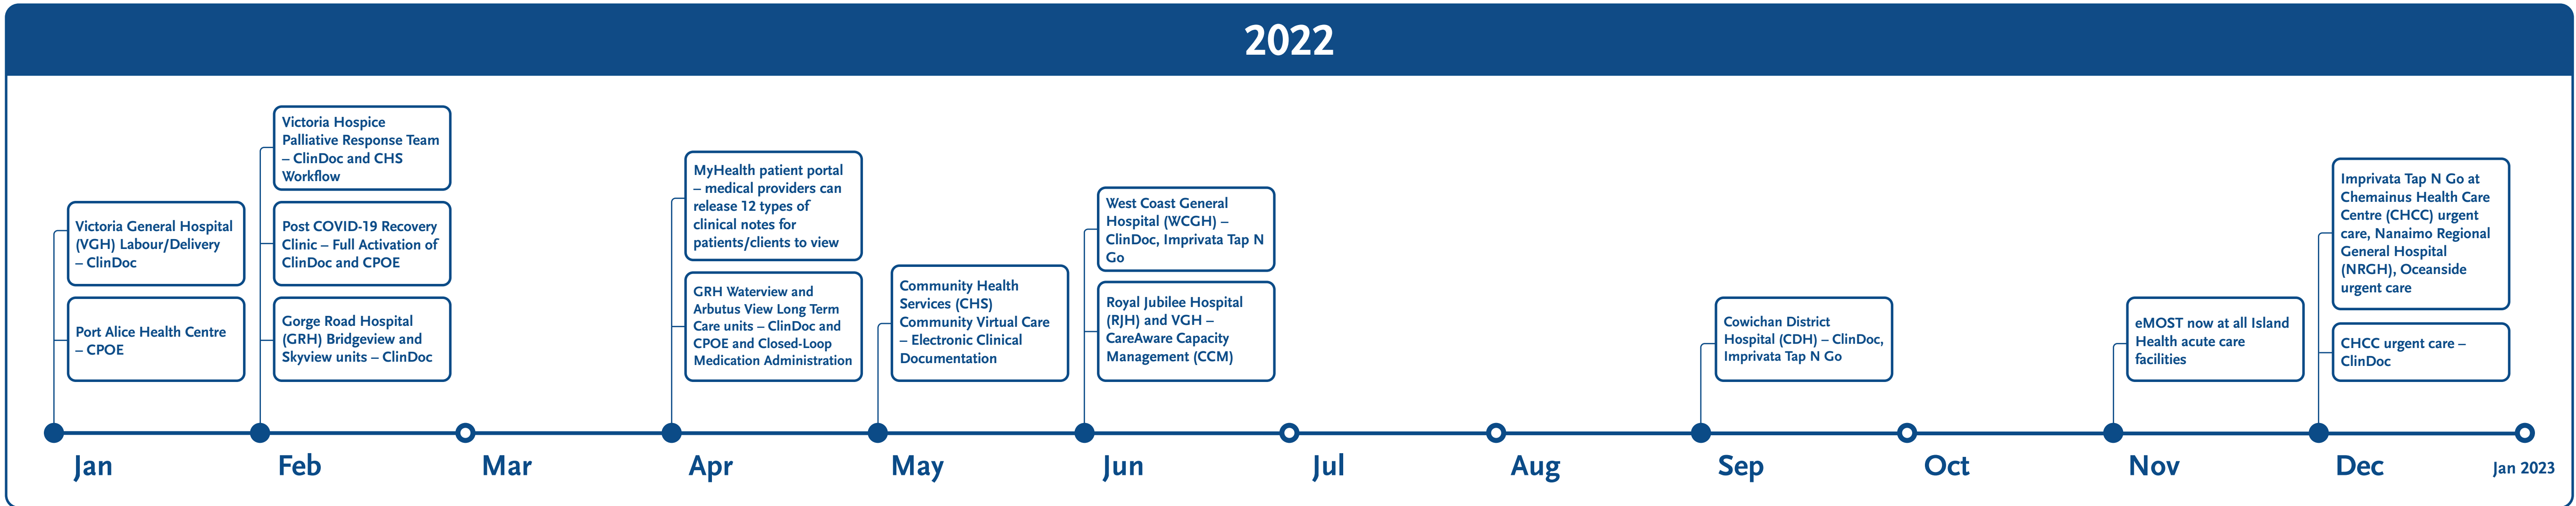 2022
Victoria General Hospital
(VGH) Labour/Delivery
– ClinDoc
Port Alice Health Centre
– CPOE
Victoria Hospice
Palliative Response Team
– ClinDoc and CHS
Workflow
Post COVID-19 Recovery
Clinic – Full Activation of
ClinDoc and CPOE
Gorge Road Hospital
(GRH) Bridgeview and
Skyview units – ClinDoc
MyHealth patient portal
– medical providers can
release 12 types of
clinical notes for
patients/clients to view
GRH Waterview and
Arbutus View Long Term
Care units – ClinDoc and
CPOE and Closed-Loop
Medication Administration
Community Health
Services (CHS)
Community Virtual Care
– Electronic Clinical
Documentation
West Coast General
Hospital (WCGH) –
ClinDoc, Imprivata Tap N
Go
Royal Jubilee Hospital
(RJH) and VGH –
CareAware Capacity
Management (CCM)
Cowichan District
Hospital (CDH) – ClinDoc,
Imprivata Tap N Go
eMOST now at all Island
Health acute care
facilities
Imprivata Tap N Go at
Chemainus Health Care
Centre (CHCC) urgent
care, Nanaimo Regional
General Hospital
(NRGH), Oceanside
urgent care
CHCC urgent care –
ClinDoc
Jan
Feb
Mar
Apr
May
Jun
Jul
Aug
Sep
Oct
Nov
Dec
Jan 2023